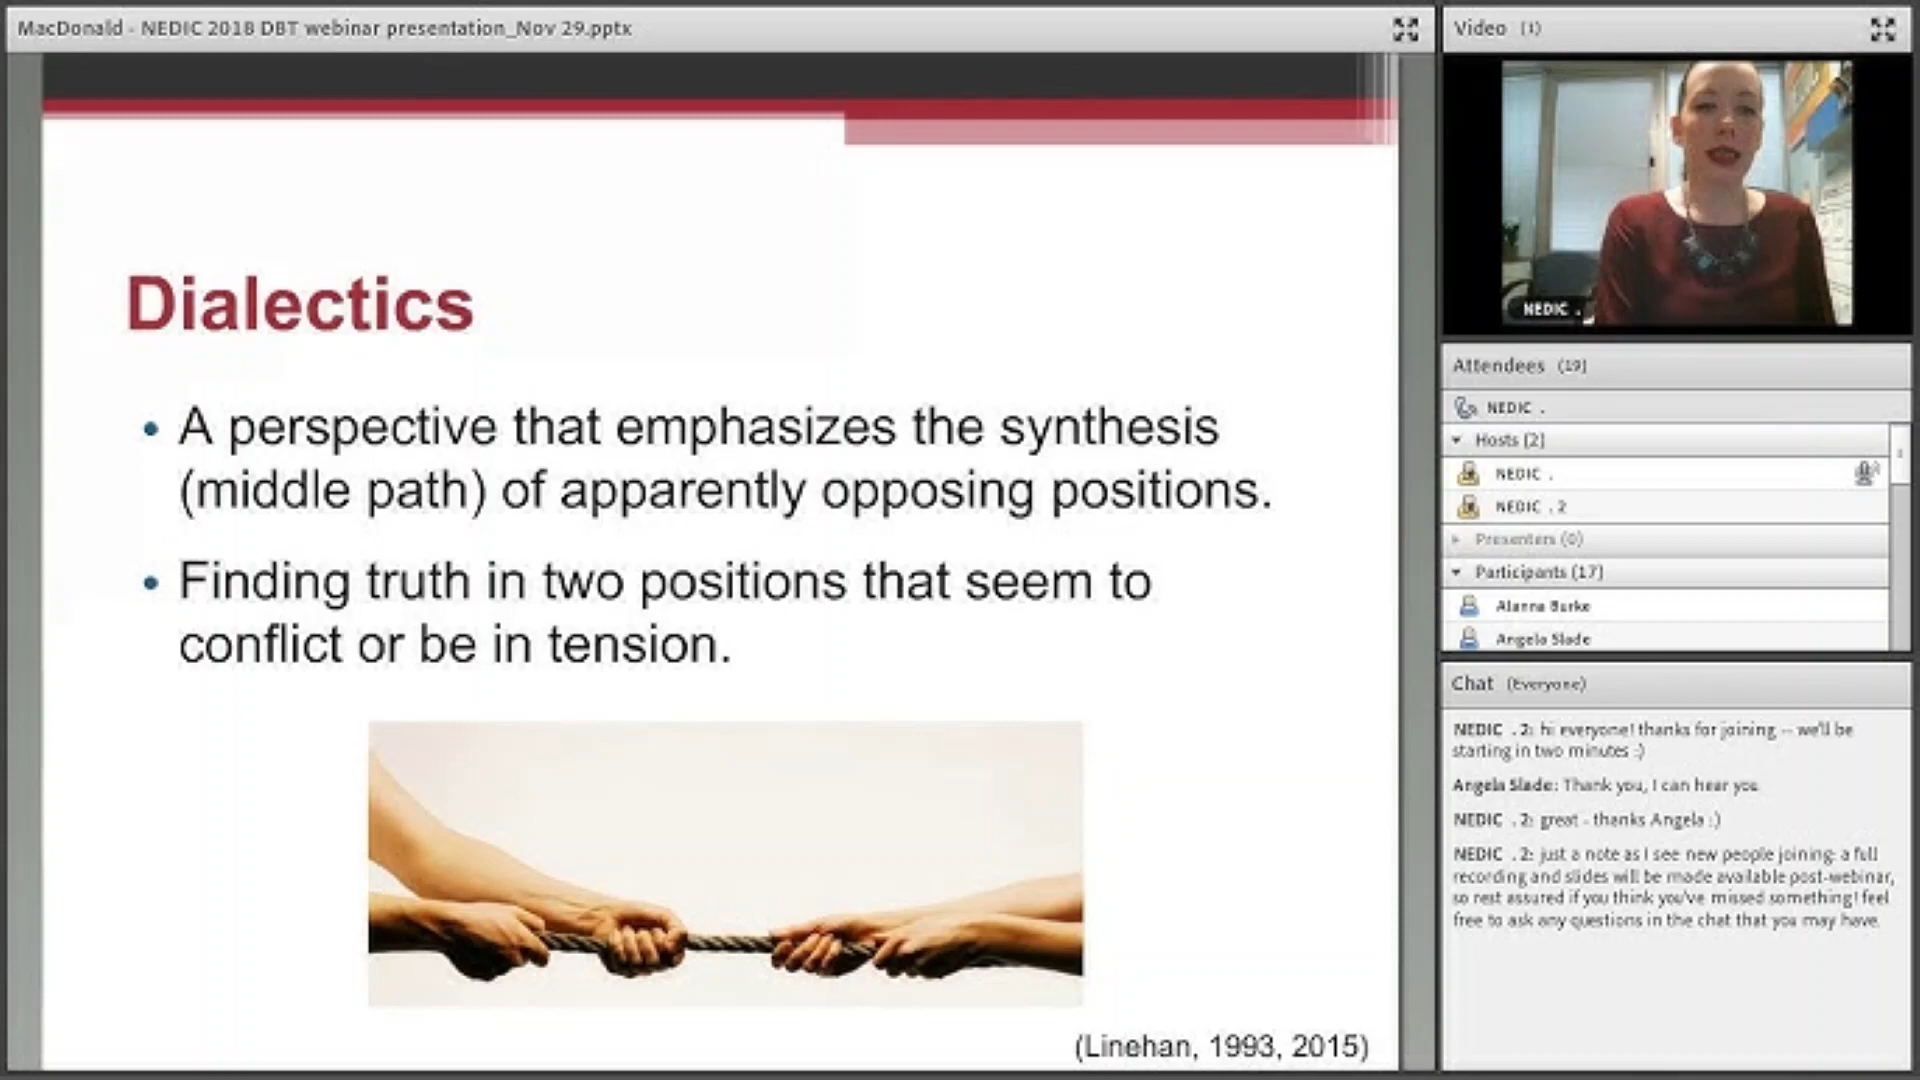 MacDonald - NEDIC 2018 DBT webinar presentation_Nov 29.pptx
Dialectics
• A perspective that emphasizes the synthesis
(middle path) of apparently opposing positions.
• Finding truth in two positions that seem to
conflict or be in tension.
(Linehan, 1993, 2015)
Video (1)
NEDIC .
Attendees (19)
NEDIC .
Hosts (2)
NEDIC .
NEDIC . 2
Presenters (0)
Participants (17)
Alanna Burke
Angela Slade
Chat (Everyone)
NEDIC . 2: hi everyone! thanks for joining -- we'll be
starting in two minutes :)
Angela Slade: Thank you, I can hear you
NEDIC . 2: great - thanks Angela :)
NEDIC . 2: just a note as I see new people joining: a full
recording and slides will be made available post-webinar,
so rest assured if you think you've missed something! feel
free to ask any questions in the chat that you may have.